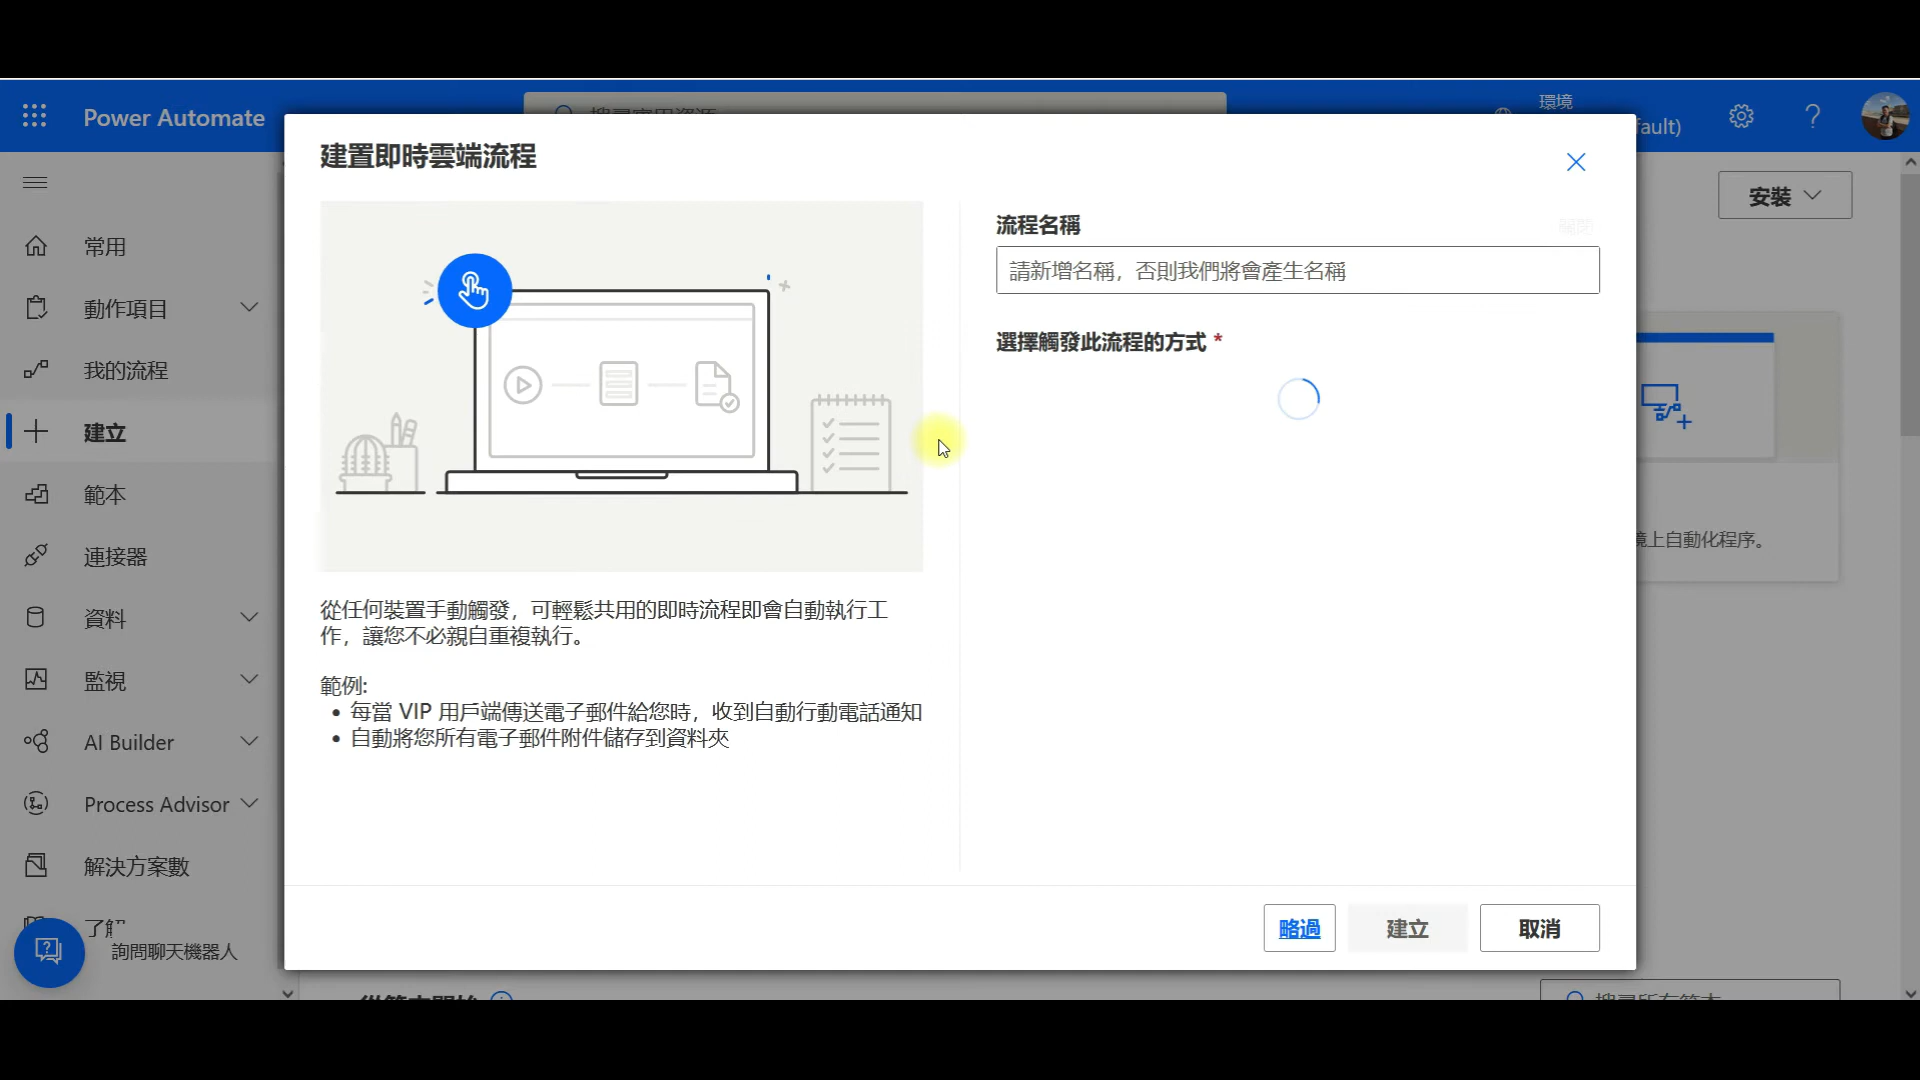 Power Automate
環境
fault)
安裝
常用
動作項目
我的流程
建立
範本
連接器
資料
監視
AI Builder
Process Advisor
解決方案數
了解
詢問聊天機器人
建置即時雲端流程
從任何裝置手動觸發，可輕鬆共用的即時流程即會自動執行工
作，讓您不必親自重複執行。
範例:
每當 VIP 用戶端傳送電子郵件給您時，收到自動行動電話通知
自動將您所有電子郵件附件儲存到資料夾
流程名稱
請新增名稱，否則我們將會產生名稱
選擇觸發此流程的方式 *
略過
建立
取消
上自動化程序。